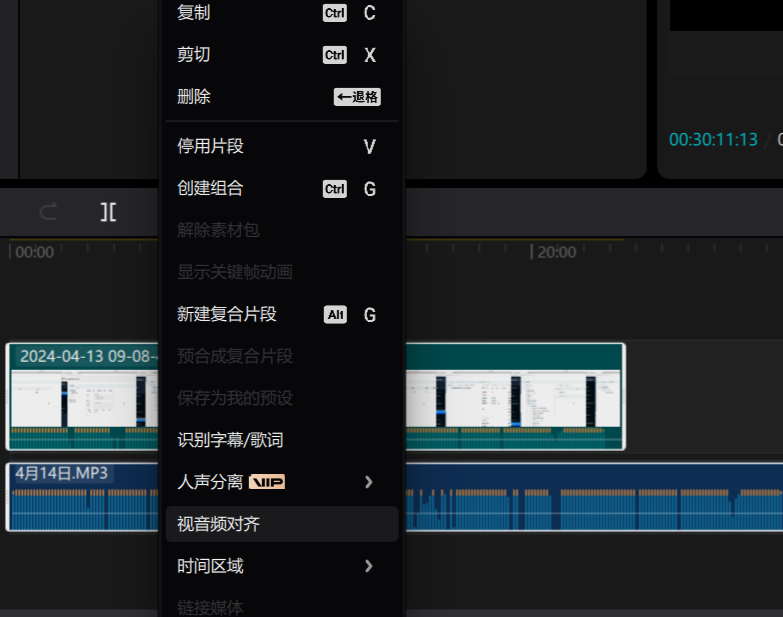 复制 Ctrl C
剪切 Ctrl X
删除 ←退格
00:30:11:13 /
停用片段 V
创建组合 Ctrl G
解除素材包
00:00
20:00
显示关键帧动画
新建复合片段 Alt G
预合成复合片段
2024-04-13 09-08-
保存为我的预设
识别字幕/歌词
4月14日.MP3
人声分离 VIP
视音频对齐
时间区域
链接媒体